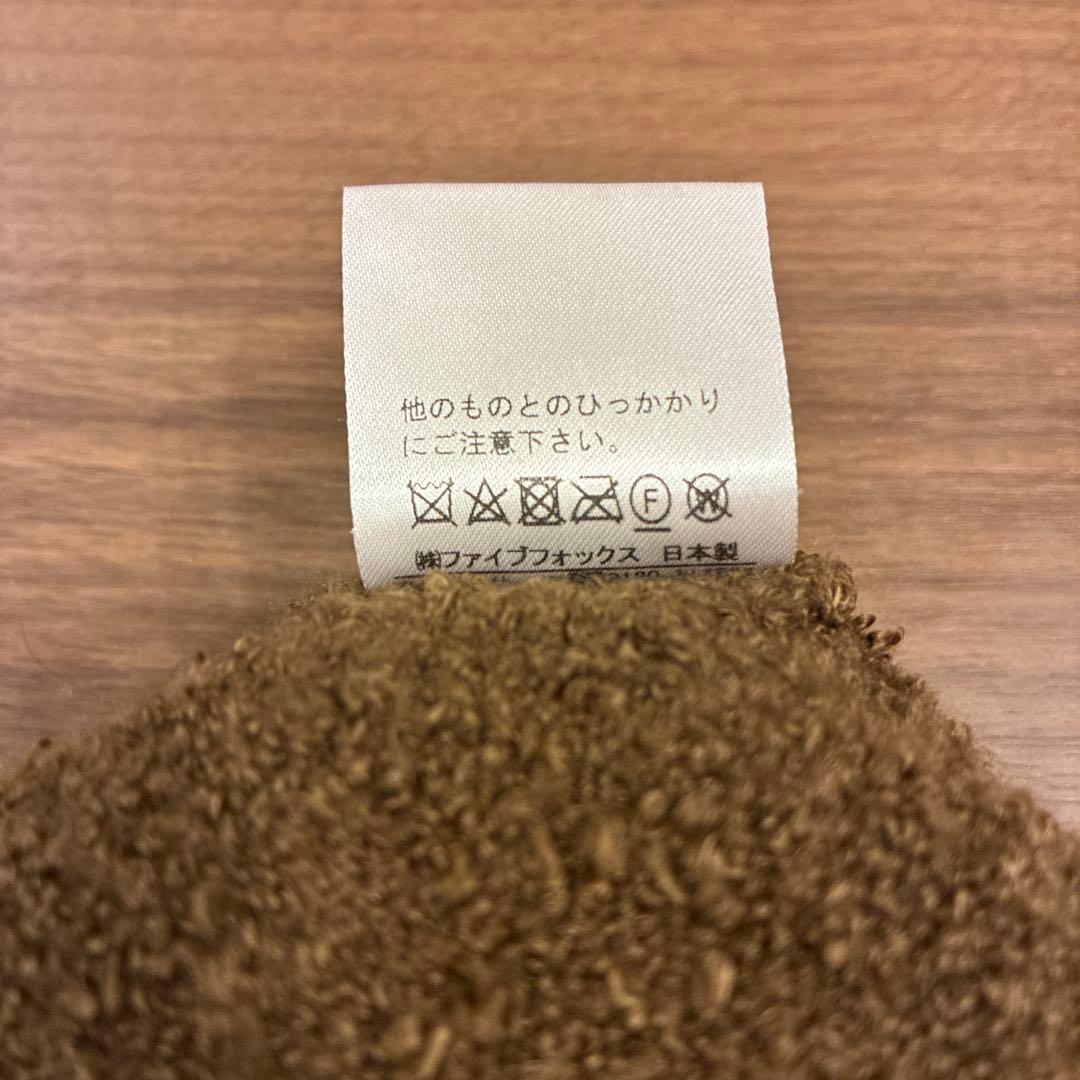 他のものとのひっかかり
にご注意下さい。
F W
㈱ファイブフォックス 日本製